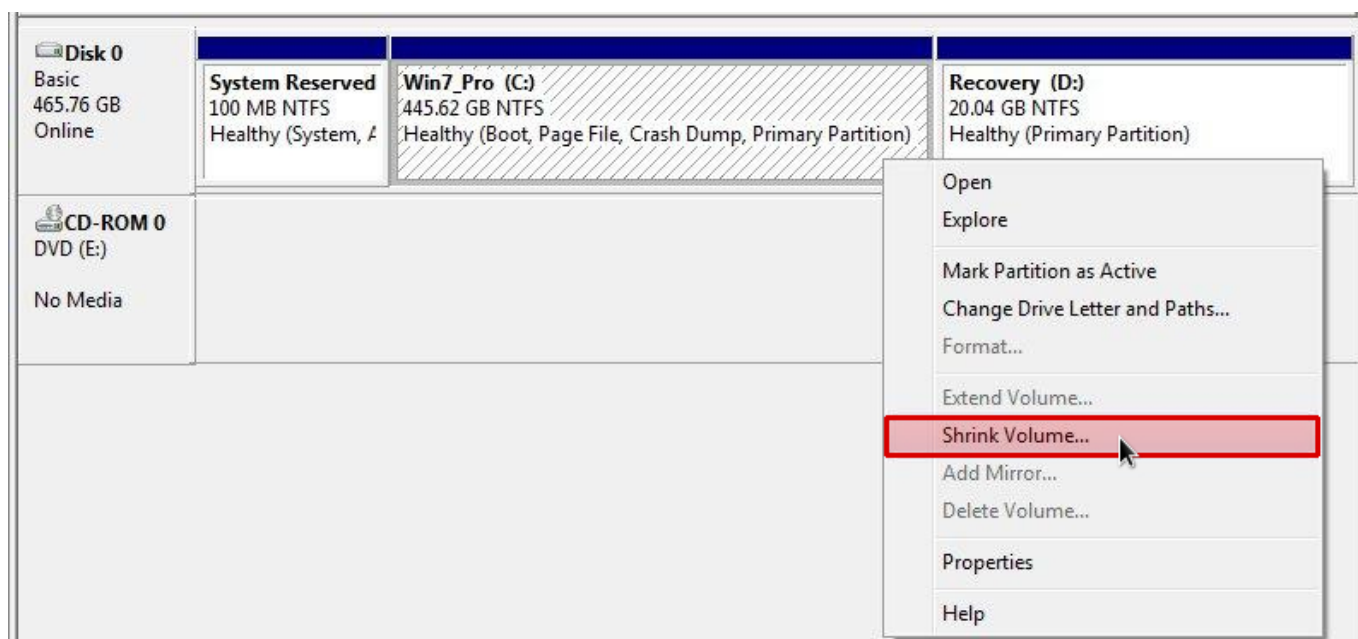 Disk 0
Basic
465.76 GB
Online
System Reserved
100 MB NTFS
Healthy (System, A
Win7_Pro (C:)
445.62 GB NTFS
Healthy (Boot, Page File, Crash Dump, Primary Partition)
Recovery (D:)
20.04 GB NTFS
Healthy (Primary Partition)
CD-ROM 0
DVD (E:)
No Media
Open
Explore
Mark Partition as Active
Change Drive Letter and Paths...
Format...
Extend Volume...
Shrink Volume...
Add Mirror...
Delete Volume...
Properties
Help